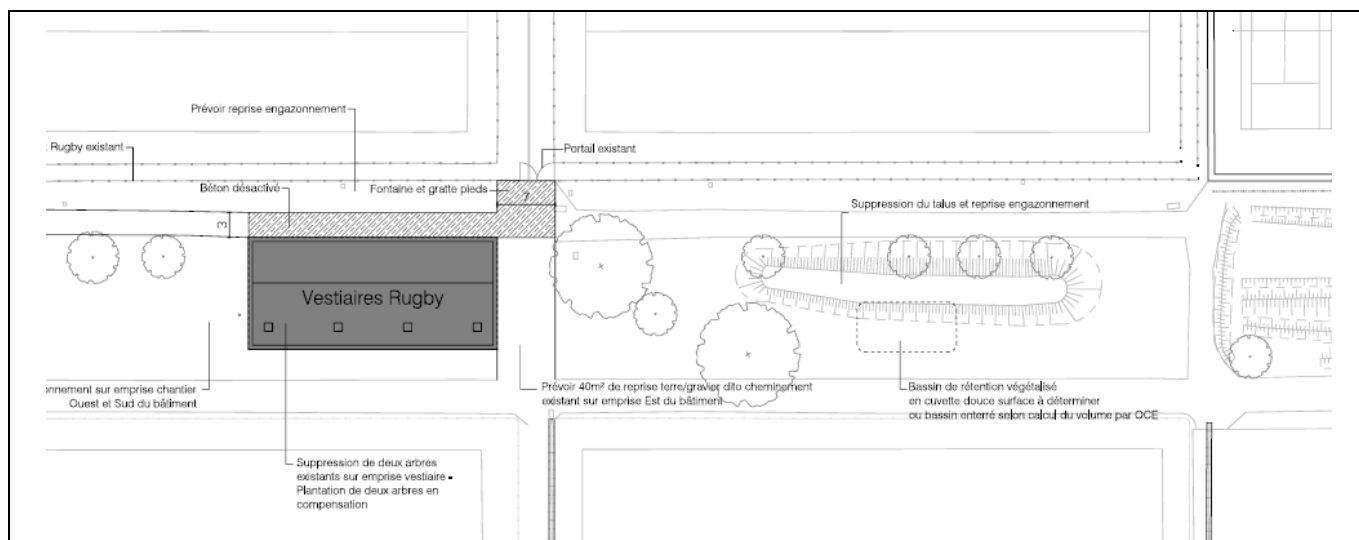 Prévoir reprise engazonnement
Rugby existant
Portail existant
Béton désactivé
Fontaine et gratte pieds
7
Suppression du talus et reprise engazonnement
3
Vestiaires Rugby
onnement sur emprise chantier
Ouest et Sud du bâtiment
Prévoir 40m² de reprise terre/gravier dito cheminement
existant sur emprise Est du bâtiment
Bassin de rétention végétalisé
en cuvette douce surface à déterminer
ou bassin enterré selon calcul du volume par OCE
Suppression de deux arbres
existants sur emprise vestiaire -
Plantation de deux arbres en
compensation